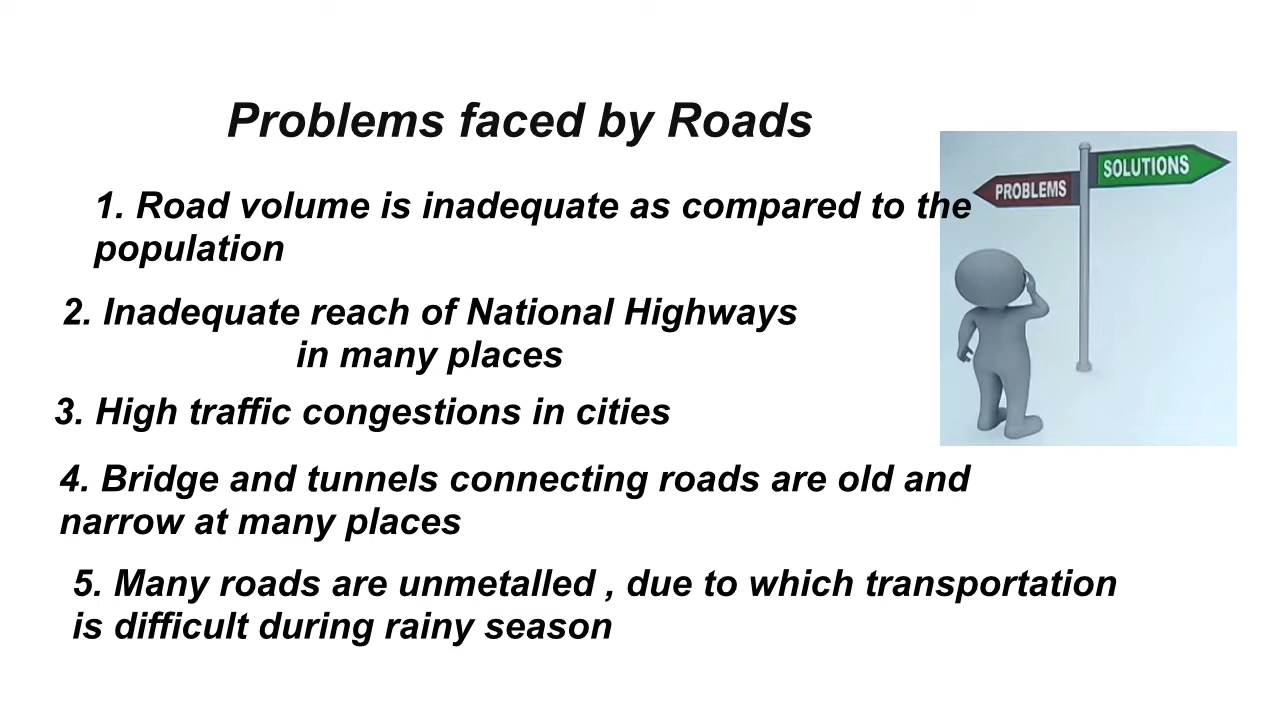 Problems faced by Roads
1. Road volume is inadequate as compared to the
population
2. Inadequate reach of National Highways
in many places
3. High traffic congestions in cities
4. Bridge and tunnels connecting roads are old and
narrow at many places
5. Many roads are unmetalled , due to which transportation
is difficult during rainy season
PROBLEMS
SOLUTIONS